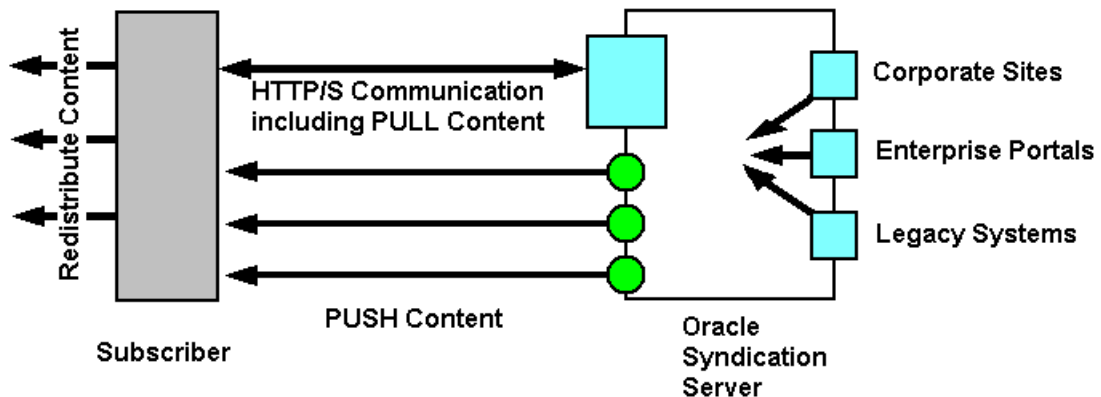 Redistribute Content
HTTP/S Communication
including PULL Content
Corporate Sites
Enterprise Portals
Legacy Systems
PUSH Content
Subscriber
Oracle
Syndication
Server